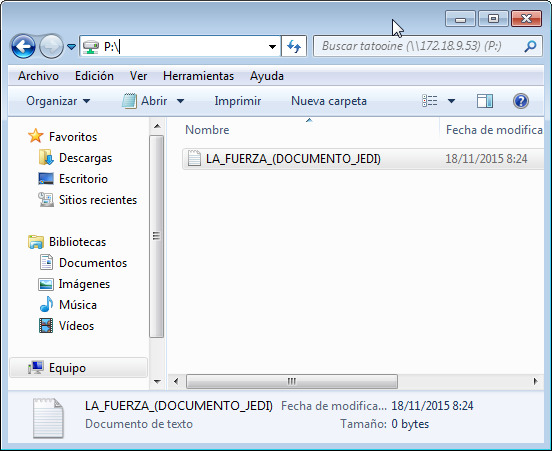 P:\
Buscar tatooine (\\172.18.9.53) (P:)
Archivo Edición Ver Herramientas Ayuda
Organizar Abrir Imprimir Nueva carpeta
Nombre Fecha de modifica
Favoritos
Descargas
Escritorio
Sitios recientes
Bibliotecas
Documentos
Imágenes
Música
Vídeos
Equipo
LA_FUERZA_(DOCUMENTO_JEDI) 18/11/2015 8:24
LA_FUERZA_(DOCUMENTO_JEDI) Fecha de modifica... 18/11/2015 8:24
Documento de texto Tamaño: 0 bytes